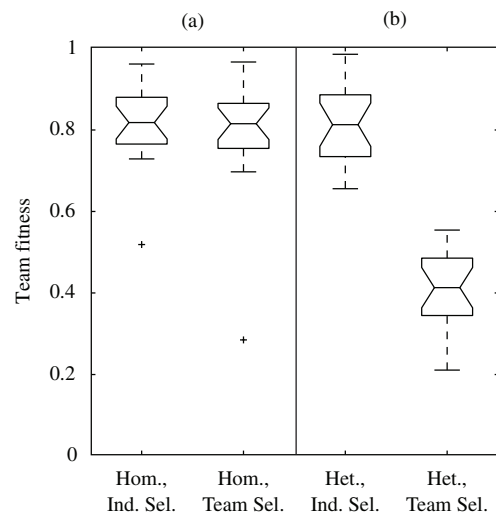 (a) (b)
1
0.8
0.6
0.4
0.2
0
Team fitness
Hom., Hom., Het., Het.,
Ind. Sel. Team Sel. Ind. Sel. Team Sel.